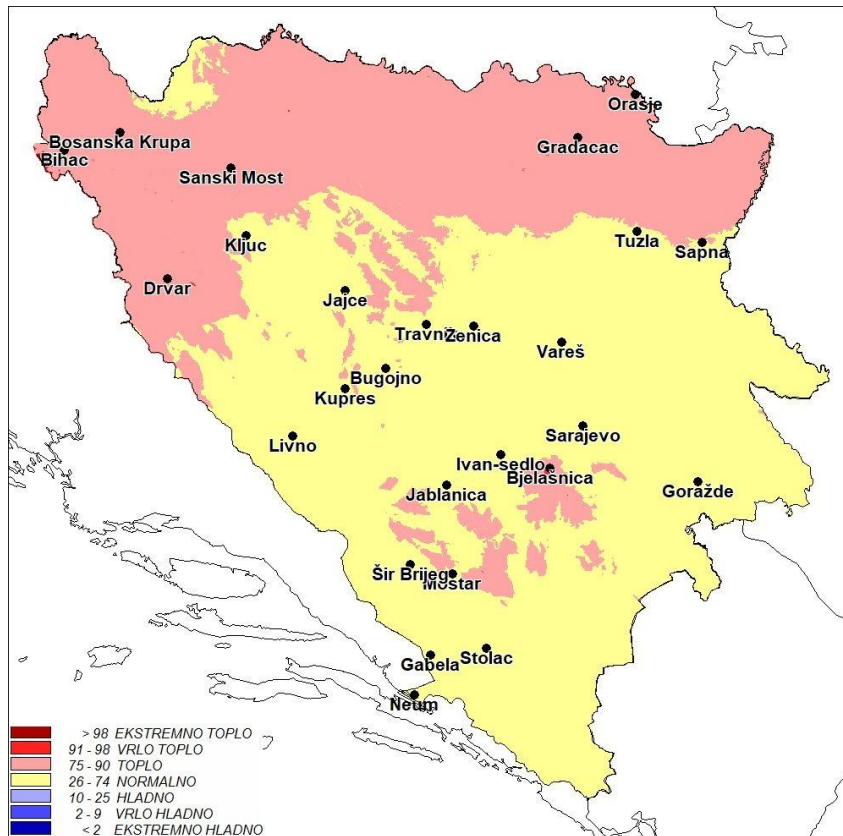 Orašje
Gradacac
Bosanska Krupa
Bihac
Sanski Most
Tuzla
Kljuc
Sapna
Drvar
Jajce
Travnik
Zenica
Vareš
Bugojno
Kupres
Sarajevo
Livno
Ivan-sedlo
Bjelašnica
Jablanica
Goražde
Šir Brijeg
Mostar
Stolac
Gabela
Neum
> 98 EKSTREMNO TOPLO
91 - 98 VRLO TOPLO
75 - 90 TOPLO
26 - 74 NORMALNO
10 - 25 HLADNO
2 - 9 VRLO HLADNO
< 2 EKSTREMNO HLADNO